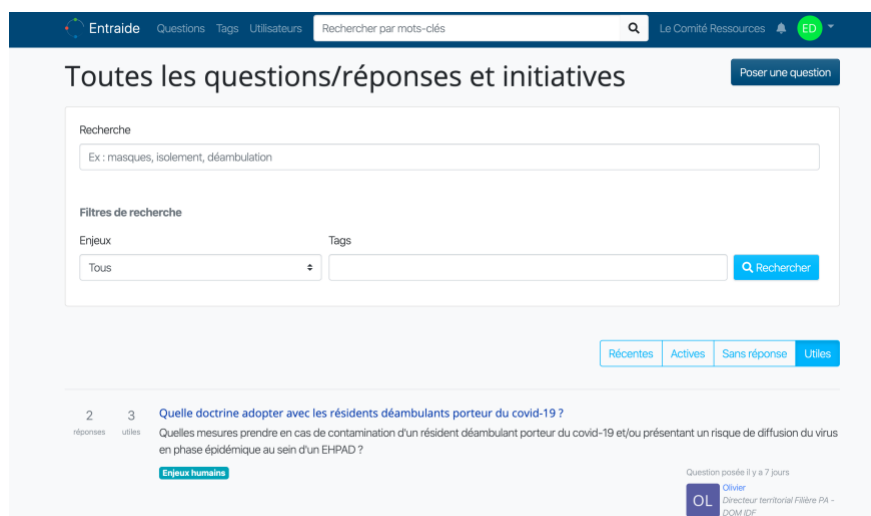 Entraide Questions Tags Utilisateurs Rechercher par mots-clés Le Comité Ressources ED
Toutes les questions/réponses et initiatives
Poser une question
Recherche
Ex : masques, isolement, déambulation
Filtres de recherche
Enjeux Tags
Tous Rechercher
Récentes Actives Sans réponse Utiles
2 3 Quelle doctrine adopter avec les résidents déambulants porteur du covid-19 ?
réponses utiles Quelles mesures prendre en cas de contamination d'un résident déambulant porteur du covid-19 et/ou présentant un risque de diffusion du virus
en phase épidémique au sein d'un EHPAD ?
Enjeux humains
Question posée il y a 7 jours
OL Olivier
Directeur territorial Filière PA -
DOM IDF